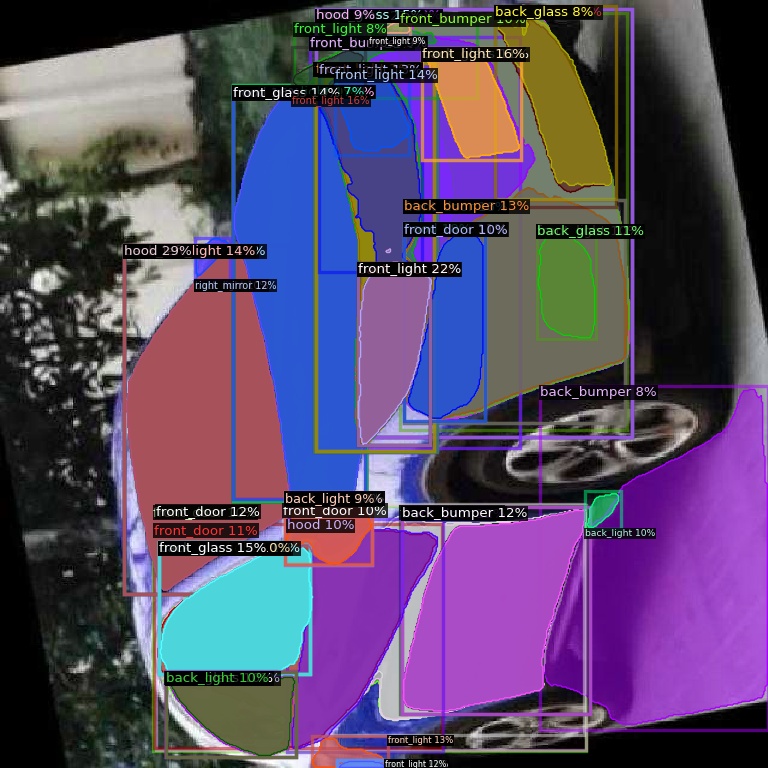 hood 9%
back_glass 8%
front_light 8%
front_light 9%
front_light 16%
front_light 14%
front_glass 14%
front_light 16%
back_bumper 13%
front_door 10%
back_glass 11%
hood 29%
light 14%
front_light 22%
right_mirror 12%
back_bumper 8%
back_light 9%
front_door 12%
front_door 10%
back_bumper 12%
front_door 11%
hood 10%
back_light 10%
front_glass 15%
back_light 10%
front_light 13%
front_light 12%